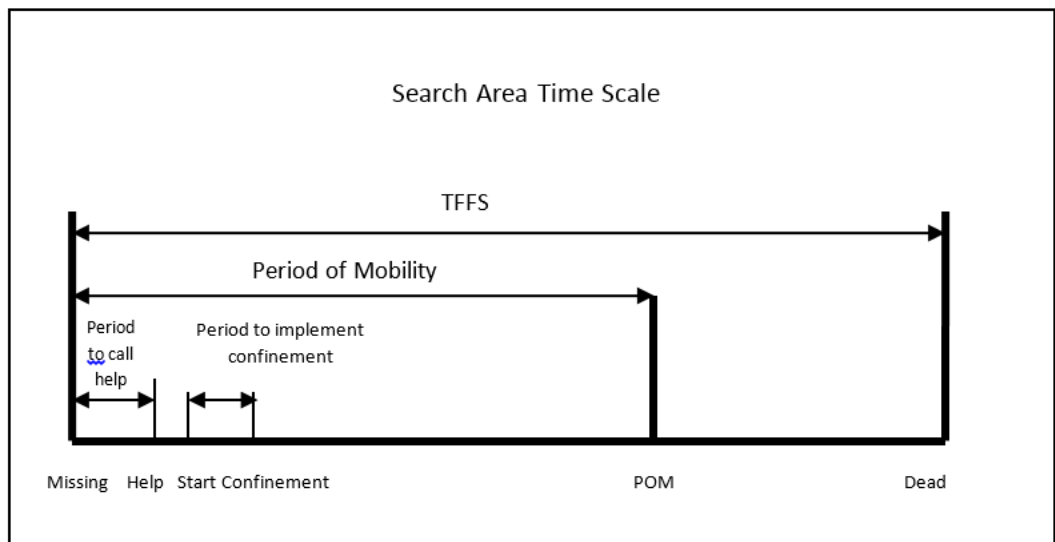 Search Area Time Scale
TFFS
Period of Mobility
Period
to call
help
Period to implement
confinement
Missing Help Start Confinement POM Dead